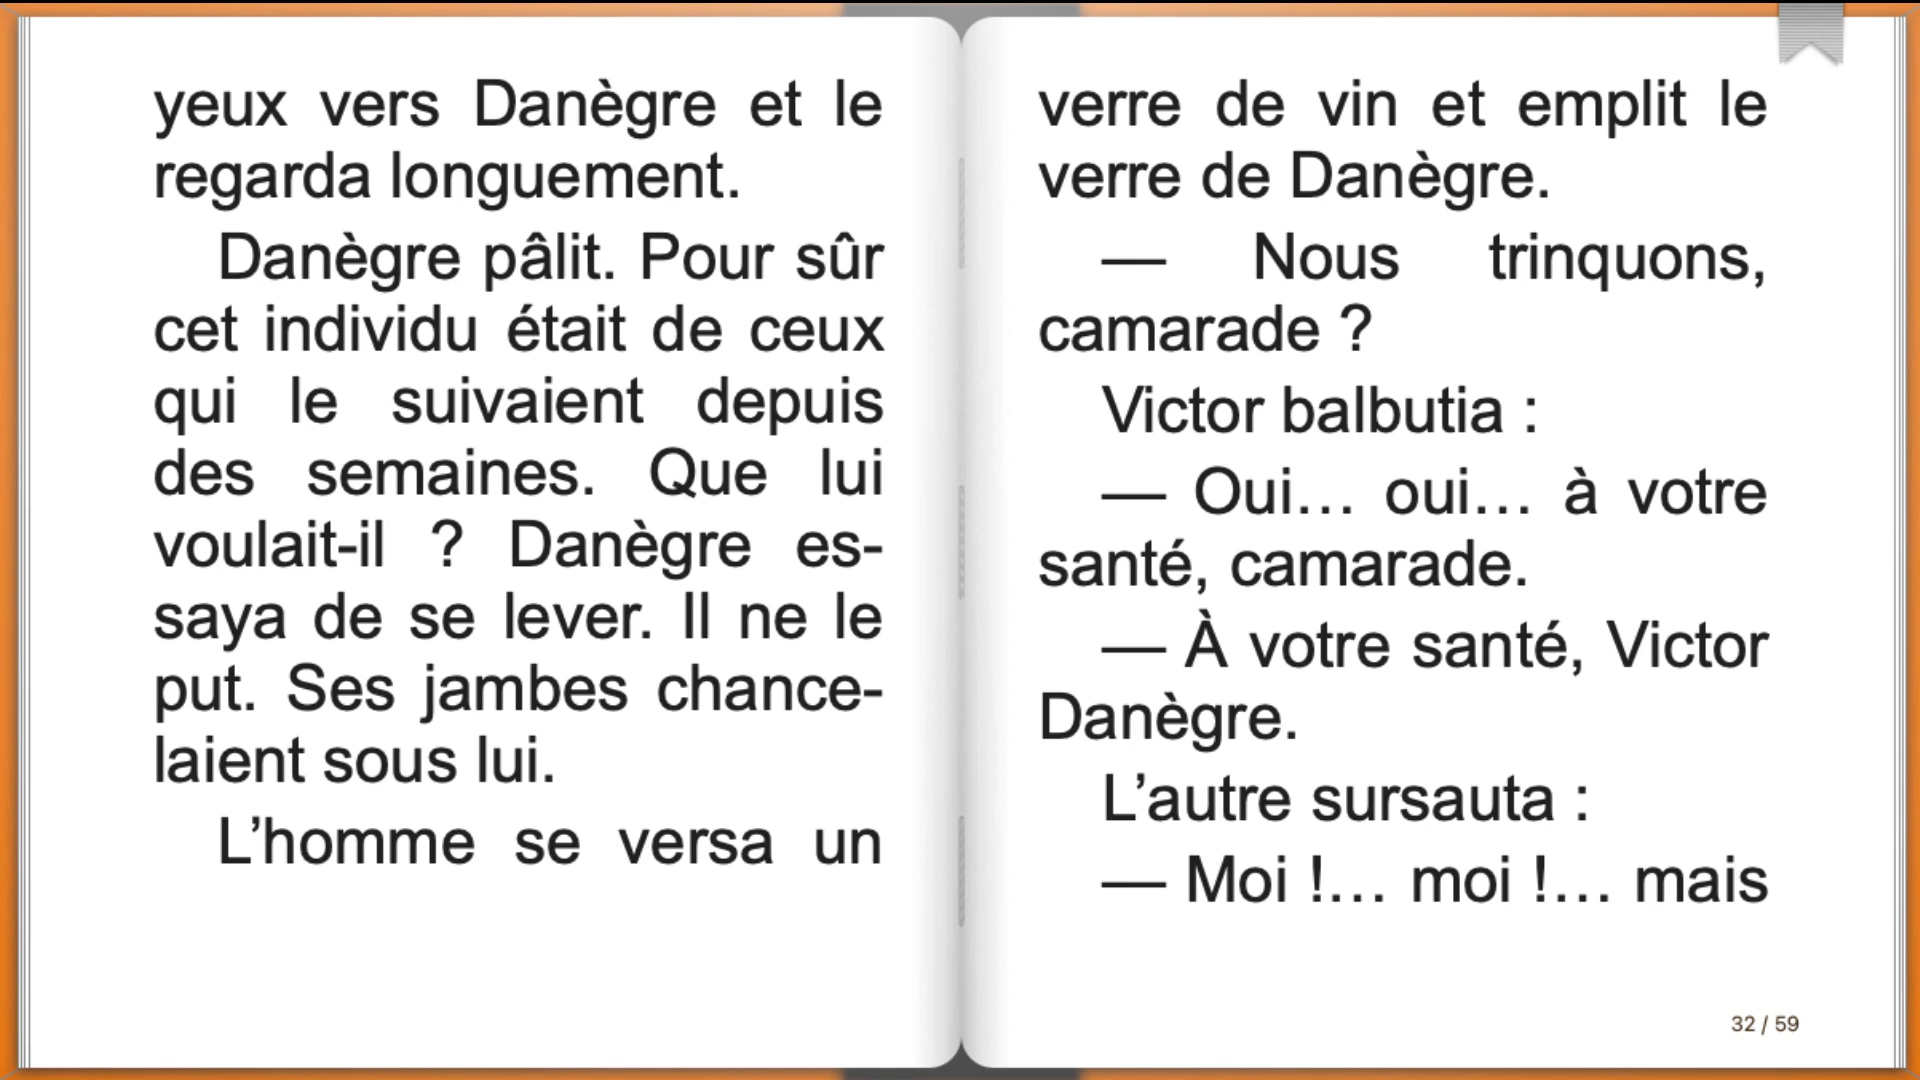 yeux vers Danègre et le
regarda longuement.
Danègre pâlit. Pour sûr
cet individu était de ceux
qui le suivaient depuis
des semaines. Que lui
voulait-il ? Danègre es-
saya de se lever. Il ne le
put. Ses jambes chance-
laient sous lui.
L’homme se versa un
verre de vin et emplit le
verre de Danègre.
— Nous trinquons,
camarade ?
Victor balbutia :
— Oui… oui… à votre
santé, camarade.
— À votre santé, Victor
Danègre.
L’autre sursauta :
— Moi !… moi !… mais
32 / 59